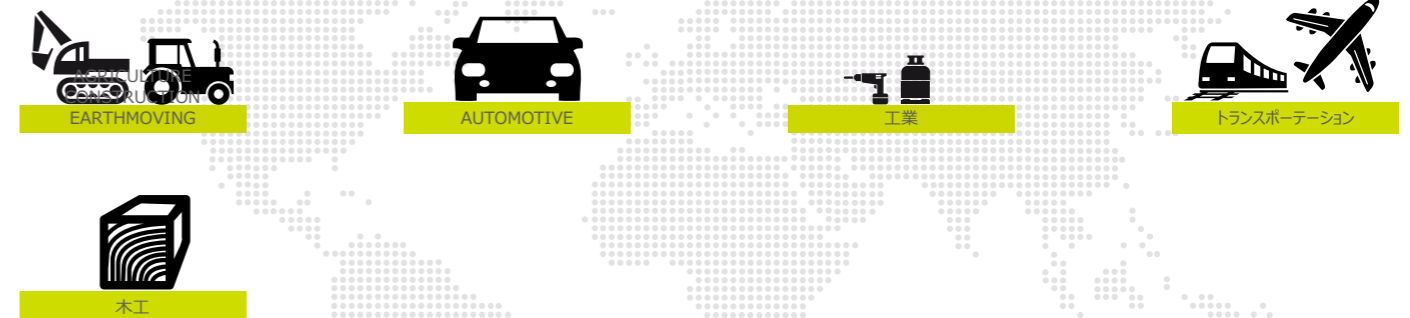 AGRICULTURE
CONSTRUCTION
EARTHMOVING
AUTOMOTIVE
工業
トランスポーテーション
木工